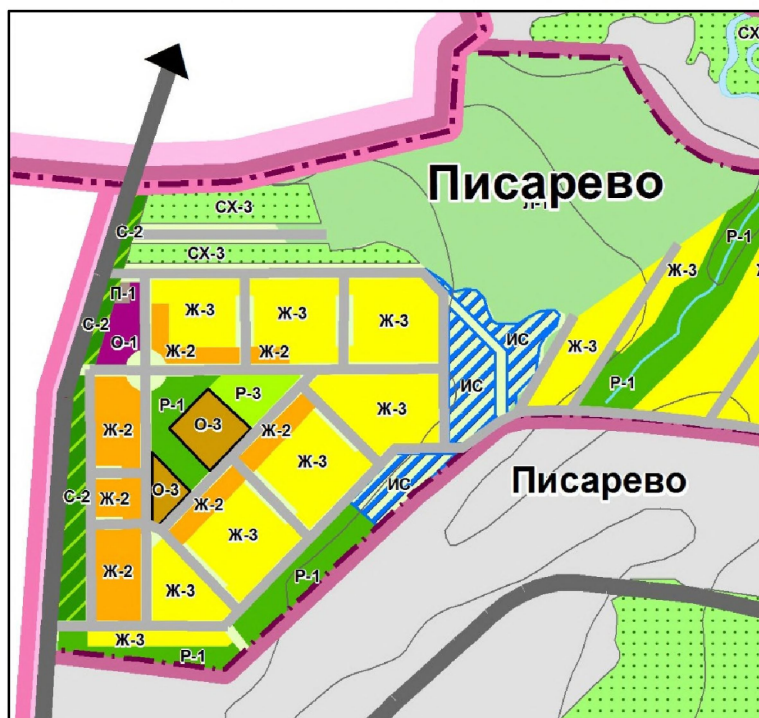 СХ
Писарево
Л-1
СХ-3
С-2
Р-1
СХ-3
Ж-3
П-1
Ж-3
Ж-3
Ж-3
С-2
О-1
ИС
Ж-3
Ж-2
Ж-2
ИС
Р-1
Р-3
Р-1
Ж-3
О-3
Ж-2
Ж-2
Ж-3
Писарево
О-3
ИС
С-2
Ж-2
Ж-2
Ж-3
Ж-2
Р-1
Ж-3
Ж-3
Р-1